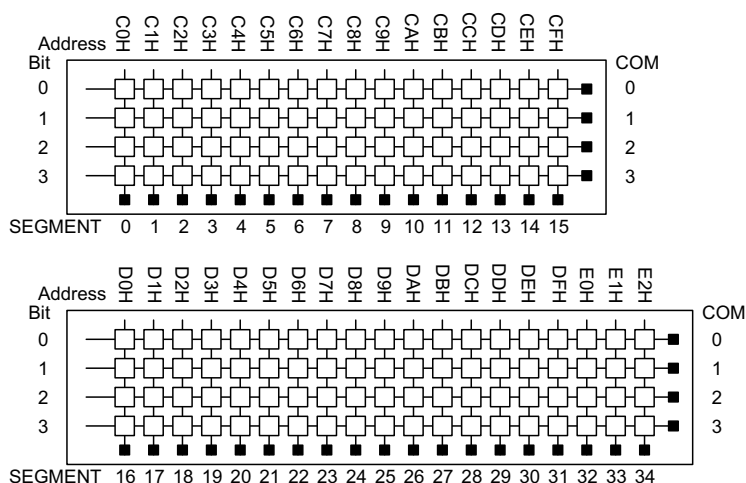 C0H C1H C2H C3H C4H C5H C6H C7H C8H C9H CAH CBH CCH CDH CEH CFH
Address
Bit COM
0 0
1 1
2 2
3 3
SEGMENT 0 1 2 3 4 5 6 7 8 9 10 11 12 13 14 15
D0H D1H D2H D3H D4H D5H D6H D7H D8H D9H DAH DBH DCH DDH DEH DFH E0H E1H E2H
Address
Bit COM
0 0
1 1
2 2
3 3
SEGMENT 16 17 18 19 20 21 22 23 24 25 26 27 28 29 30 31 32 33 34